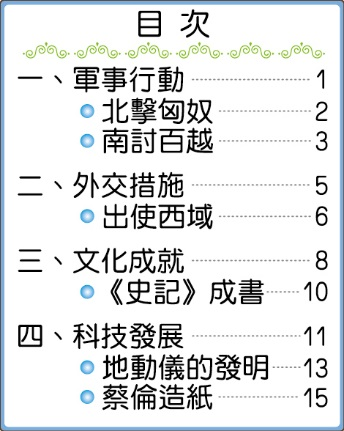 目次
一、軍事行動 1
北擊匈奴 2
南討百越 3
二、外交措施 5
出使西域 6
三、文化成就 8
《史記》成書 10
四、科技發展 11
地動儀的發明 13
蔡倫造紙 15